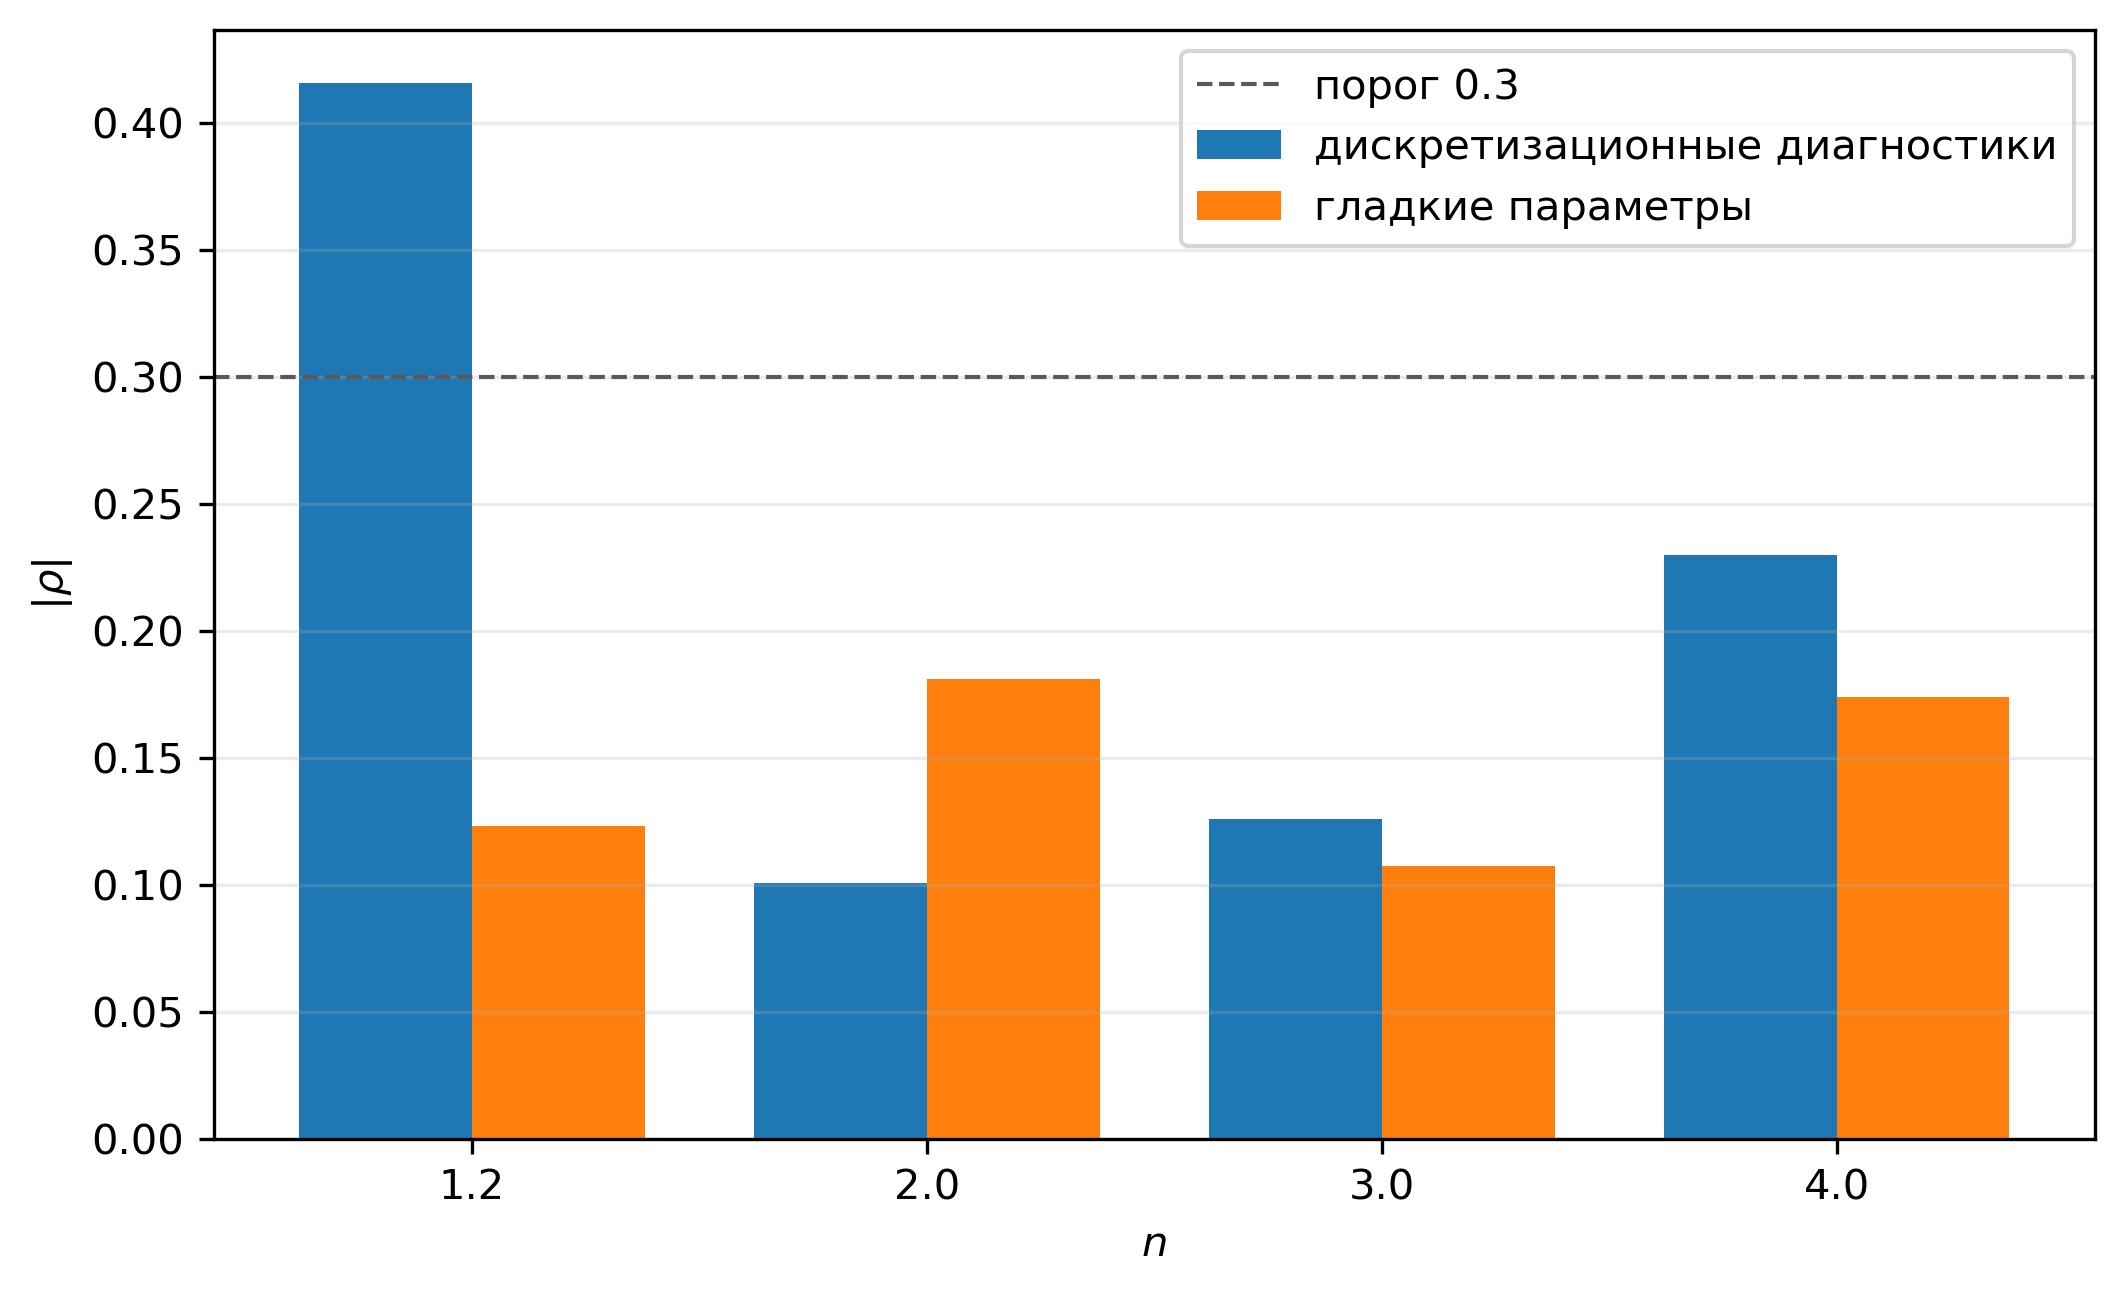 порог 0.3
дискретизационные диагностики
гладкие параметры
0.40
0.35
0.30
0.25
0.20
0.15
0.10
0.05
0.00
|ρ|
1.2 2.0 3.0 4.0
n